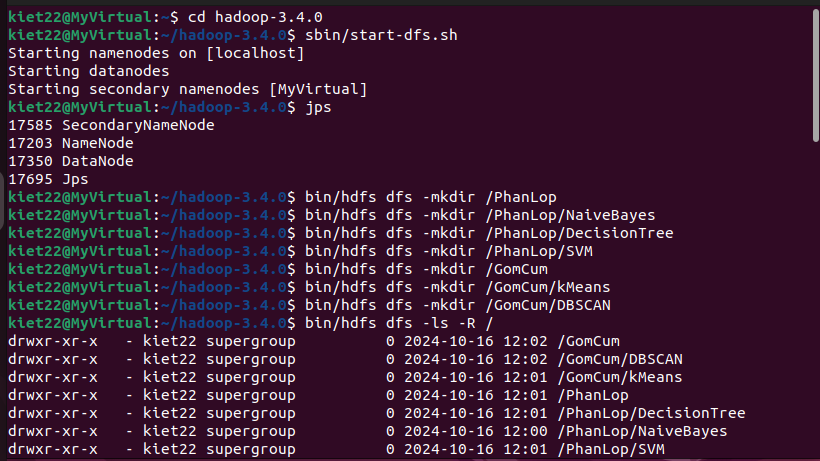 kiet22@MyVirtual:~$ cd hadoop-3.4.0
kiet22@MyVirtual:~/hadoop-3.4.0$ sbin/start-dfs.sh
Starting namenodes on [localhost]
Starting datanodes
Starting secondary namenodes [MyVirtual]
kiet22@MyVirtual:~/hadoop-3.4.0$ jps
17585 SecondaryNameNode
17203 NameNode
17350 DataNode
17695 Jps
kiet22@MyVirtual:~/hadoop-3.4.0$ bin/hdfs dfs -mkdir /PhanLop
kiet22@MyVirtual:~/hadoop-3.4.0$ bin/hdfs dfs -mkdir /PhanLop/NaiveBayes
kiet22@MyVirtual:~/hadoop-3.4.0$ bin/hdfs dfs -mkdir /PhanLop/DecisionTree
kiet22@MyVirtual:~/hadoop-3.4.0$ bin/hdfs dfs -mkdir /PhanLop/SVM
kiet22@MyVirtual:~/hadoop-3.4.0$ bin/hdfs dfs -mkdir /GomCum
kiet22@MyVirtual:~/hadoop-3.4.0$ bin/hdfs dfs -mkdir /GomCum/kMeans
kiet22@MyVirtual:~/hadoop-3.4.0$ bin/hdfs dfs -mkdir /GomCum/DBSCAN
kiet22@MyVirtual:~/hadoop-3.4.0$ bin/hdfs dfs -ls -R /
drwxr-xr-x   - kiet22 supergroup          0 2024-10-16 12:02 /GomCum
drwxr-xr-x   - kiet22 supergroup          0 2024-10-16 12:02 /GomCum/DBSCAN
drwxr-xr-x   - kiet22 supergroup          0 2024-10-16 12:01 /GomCum/kMeans
drwxr-xr-x   - kiet22 supergroup          0 2024-10-16 12:01 /PhanLop
drwxr-xr-x   - kiet22 supergroup          0 2024-10-16 12:01 /PhanLop/DecisionTree
drwxr-xr-x   - kiet22 supergroup          0 2024-10-16 12:00 /PhanLop/NaiveBayes
drwxr-xr-x   - kiet22 supergroup          0 2024-10-16 12:01 /PhanLop/SVM